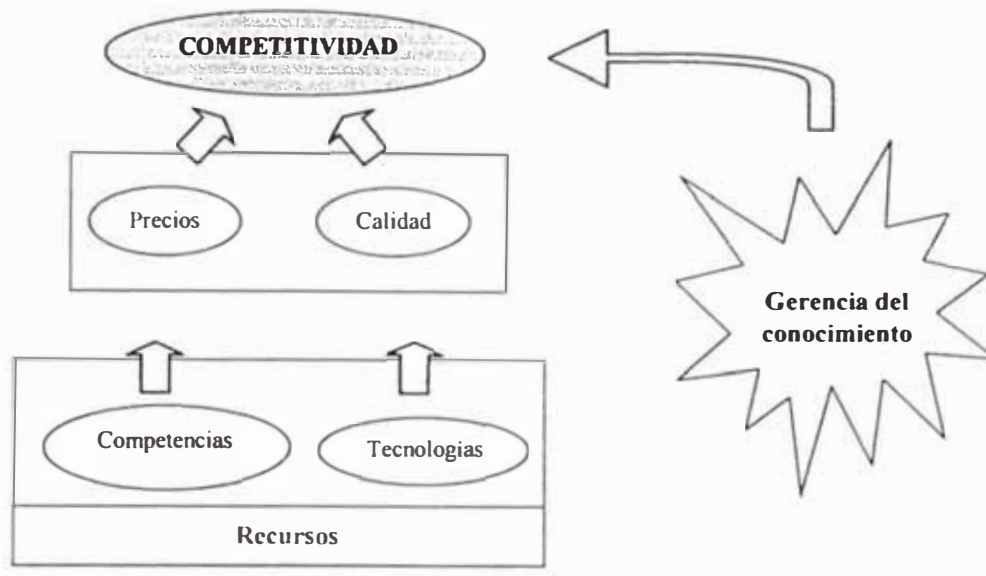 COMPETITIVIDAD
Precios
Calidad
Gerencia del
conocimiento
Competencias
Tecnologias
Recursos